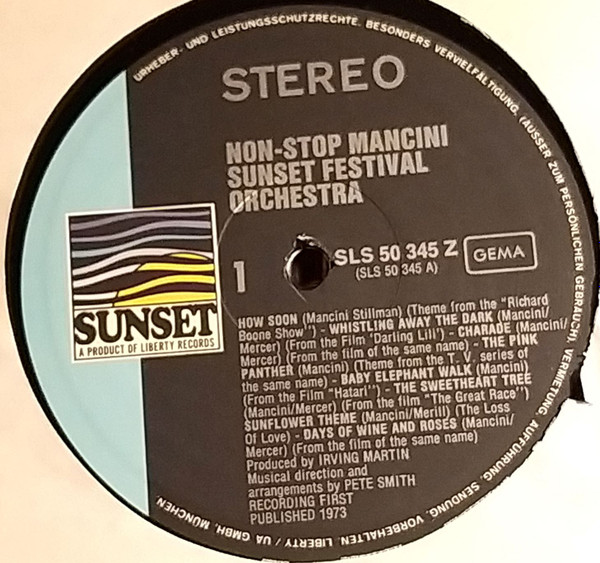 URHEBER- UND LEISTUNGSSCHUTZRECHTE. BESONDERS VERVIELFÄLTIGUNG, (AUSSER ZUM PERSÖNLICHEN GEBRAUCH), VERMIETUNG, AUFFÜHRUNG, SENDUNG, VORBEHALTEN. LIBERTY / UA GMBH, MÜNCHEN.
STEREO
NON-STOP MANCINI
SUNSET FESTIVAL
ORCHESTRA
1
SLS 50 345 Z
(SLS 50 345 A)
GEMA
SUNSET
A PRODUCT OF LIBERTY RECORDS
HOW SOON (Mancini Stillman) (Theme from the "Richard
Boone Show") - WHISTLING AWAY THE DARK (Mancini/
Mercer) (From the Film 'Darling Lill') - CHARADE (Mancini/
Mercer) (From the film of the same name) - THE PINK
PANTHER (Mancini) (Theme from the T. V. series of
the same name) - BABY ELEPHANT WALK (Mancini)
(From the Film "Hatari") - THE SWEETHEART TREE
(Mancini/Mercer) (From the film "The Great Race")
SUNFLOWER THEME (Mancini/Merill) (The Loss
Of Love) - DAYS OF WINE AND ROSES (Mancini/
Mercer) (From the film of the same name)
Produced by IRVING MARTIN
Musical direction and
arrangements by PETE SMITH
RECORDING FIRST
PUBLISHED 1973